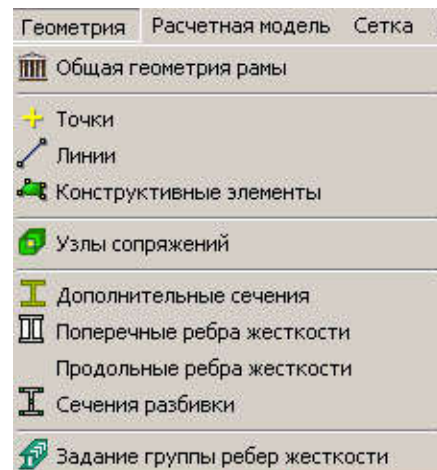 Геометрия Расчетная модель Сетка
Общая геометрия рамы
Точки
Линии
Конструктивные элементы
Узлы сопряжений
Дополнительные сечения
Поперечные ребра жесткости
Продольные ребра жесткости
Сечения разбивки
Задание группы ребер жесткости